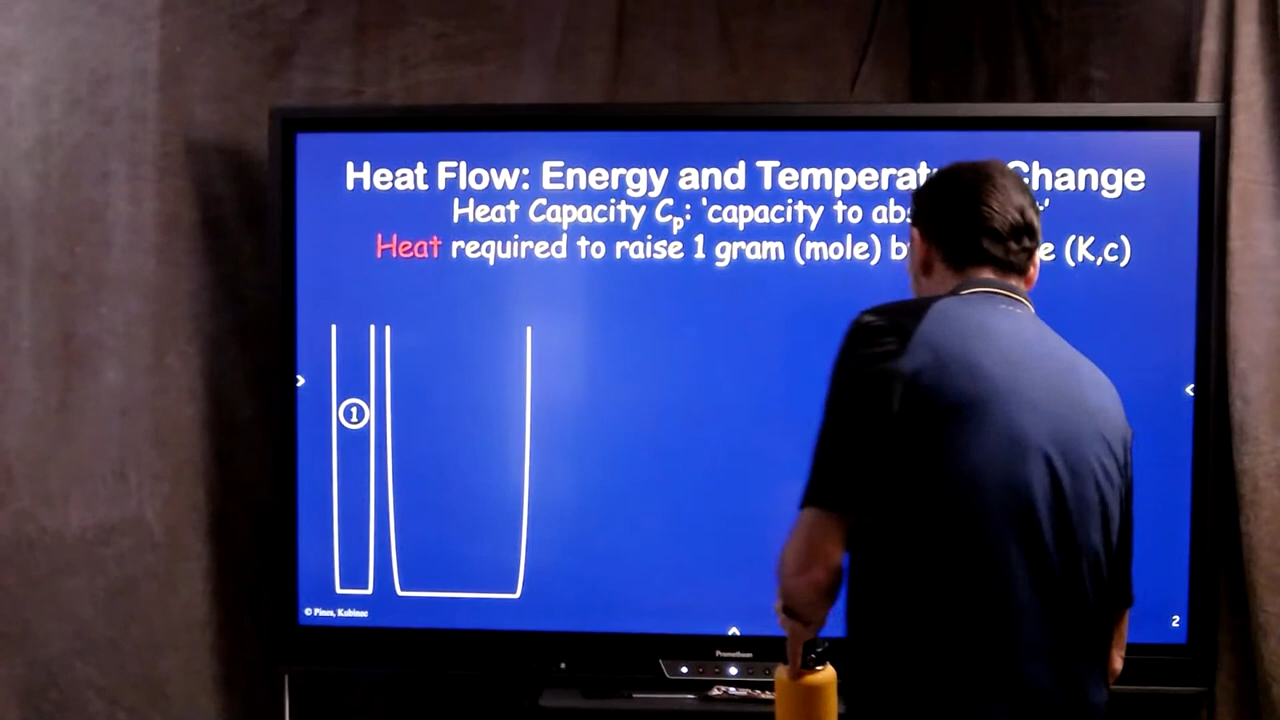 Heat Flow: Energy and Temperat Change
Heat Capacity Cp: 'capacity to abs t'
Heat required to raise 1 gram (mole) b e (K,c)
1
© Pines, Kubinec
2
Promethean